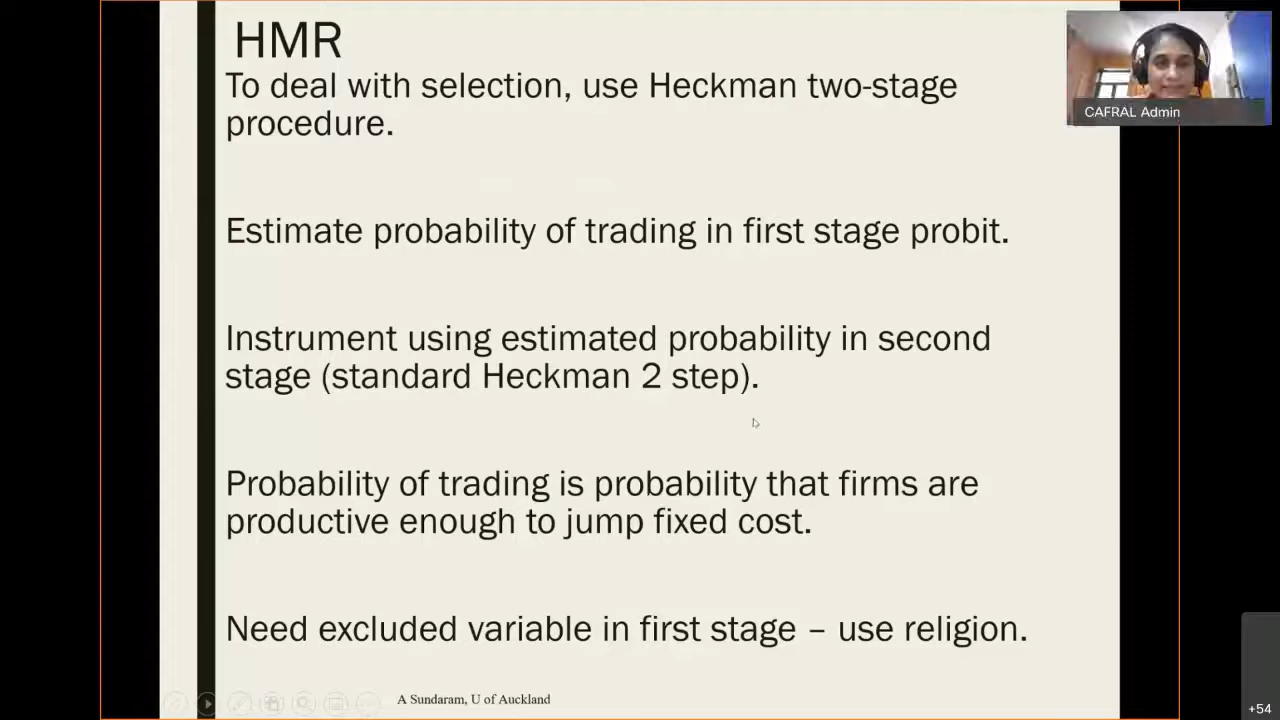 HMR
To deal with selection, use Heckman two-stage
procedure.
Estimate probability of trading in first stage probit.
Instrument using estimated probability in second
stage (standard Heckman 2 step).
Probability of trading is probability that firms are
productive enough to jump fixed cost.
Need excluded variable in first stage – use religion.
A Sundaram, U of Auckland
CAFRAL Admin
+54